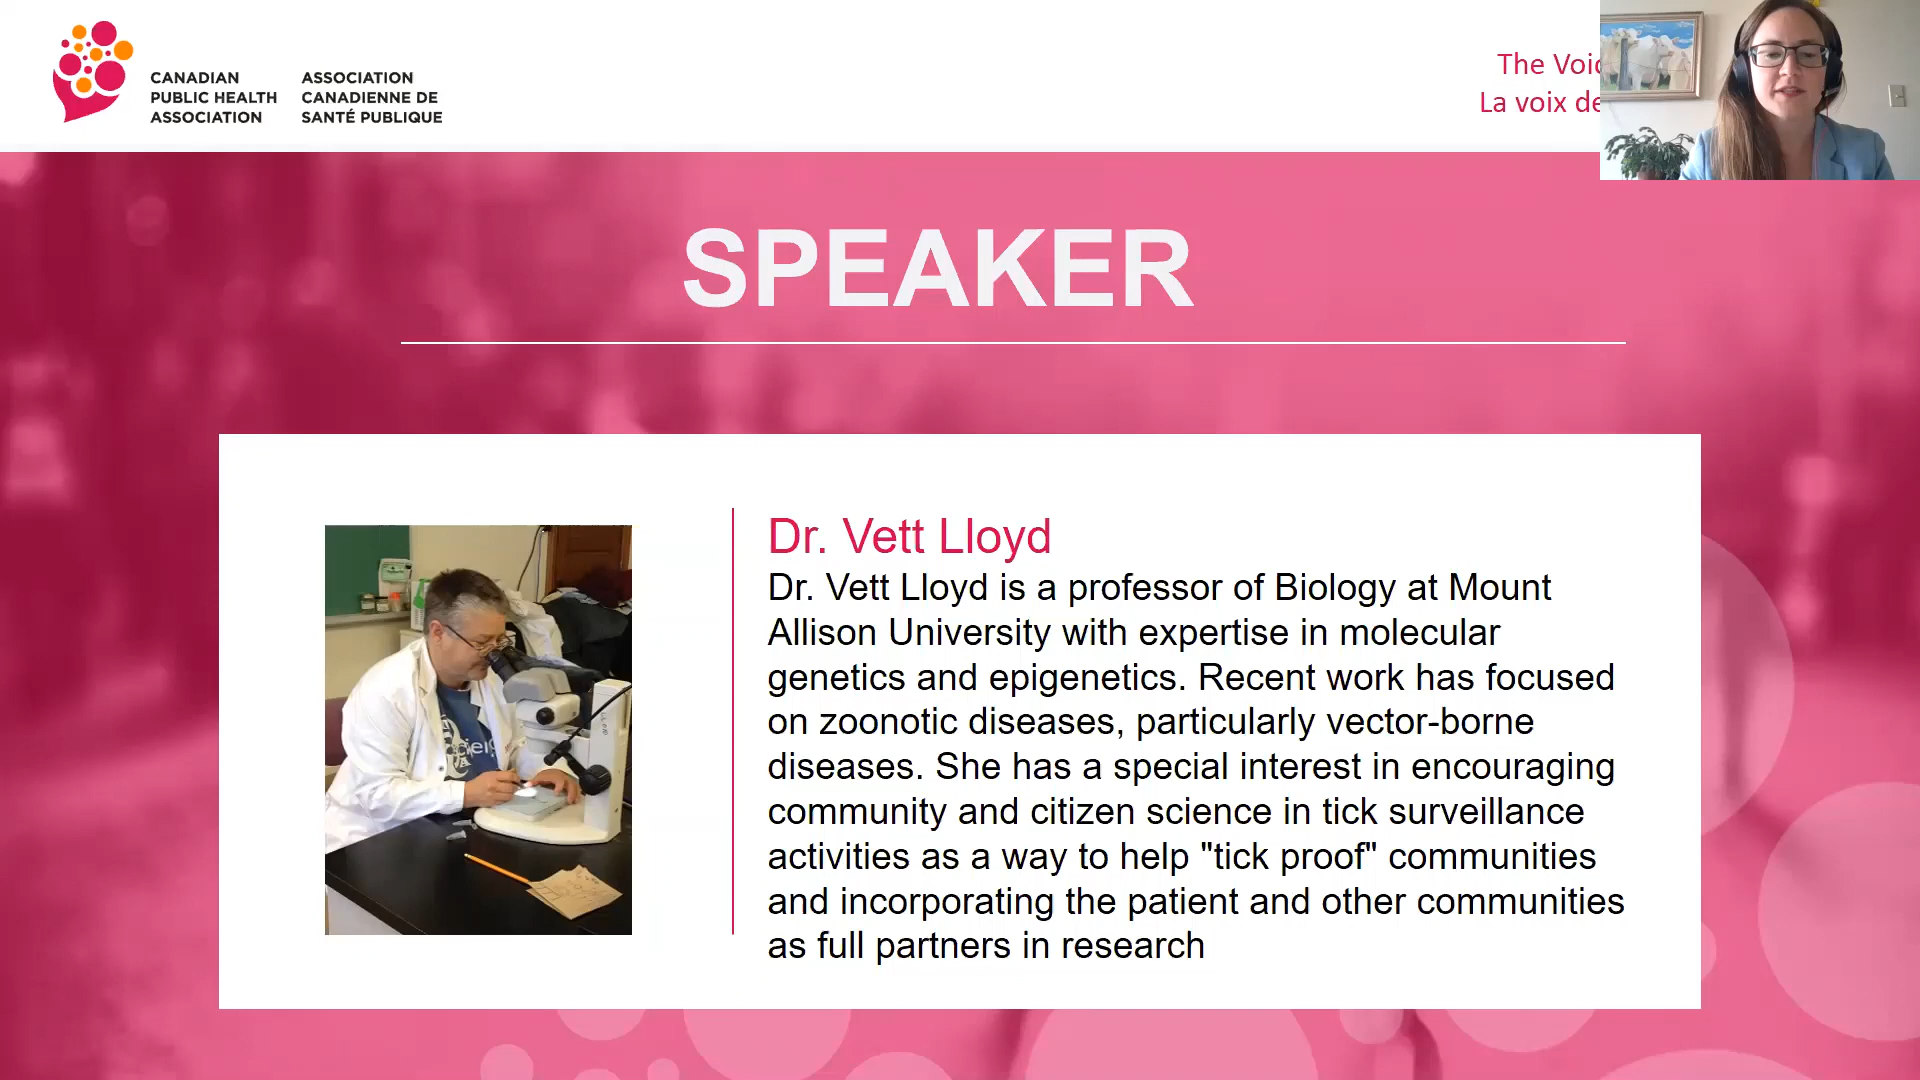 CANADIAN
PUBLIC HEALTH
ASSOCIATION
ASSOCIATION
CANADIENNE DE
SANTÉ PUBLIQUE
The
La voix
SPEAKER
Dr. Vett Lloyd
Dr. Vett Lloyd is a professor of Biology at Mount
Allison University with expertise in molecular
genetics and epigenetics. Recent work has focused
on zoonotic diseases, particularly vector-borne
diseases. She has a special interest in encouraging
community and citizen science in tick surveillance
activities as a way to help "tick proof" communities
and incorporating the patient and other communities
as full partners in research